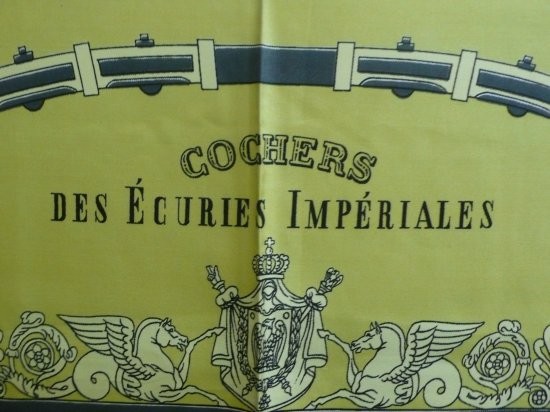 COCHERS
DES ÉCURIES IMPÉRIALES